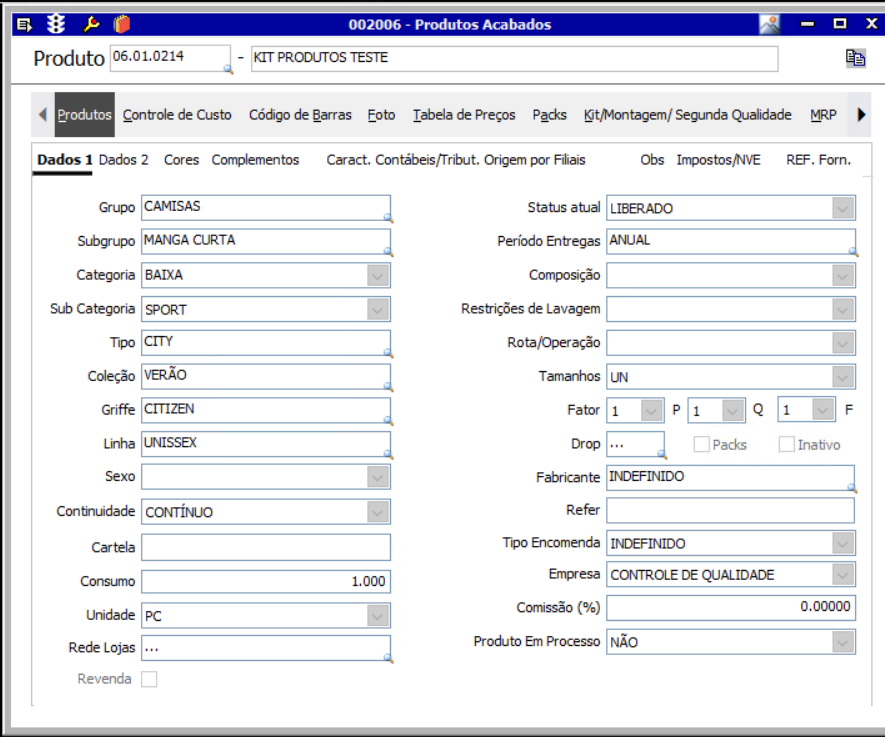 002006 - Produtos Acabados
Produto 06.01.0214 - KIT PRODUTOS TESTE
Produtos Controle de Custo Código de Barras Foto Tabela de Preços Packs Kit/Montagem/ Segunda Qualidade MRP
Dados 1 Dados 2 Cores Complementos Caract. Contábeis/Tribut. Origem por Filiais Obs Impostos/NVE REF. Forn.
Grupo CAMISAS
Subgrupo MANGA CURTA
Categoria BAIXA
Sub Categoria SPORT
Tipo CITY
Coleção VERÃO
Griffe CITIZEN
Linha UNISSEX
Sexo
Continuidade CONTÍNUO
Cartela
Consumo 1.000
Unidade PC
Rede Lojas ...
Revenda
Status atual LIBERADO
Período Entregas ANUAL
Composição
Restrições de Lavagem
Rota/Operação
Tamanhos UN
Fator 1 P 1 Q 1 F
Drop ... Packs Inativo
Fabricante INDEFINIDO
Refer
Tipo Encomenda INDEFINIDO
Empresa CONTROLE DE QUALIDADE
Comissão (%) 0.00000
Produto Em Processo NÃO